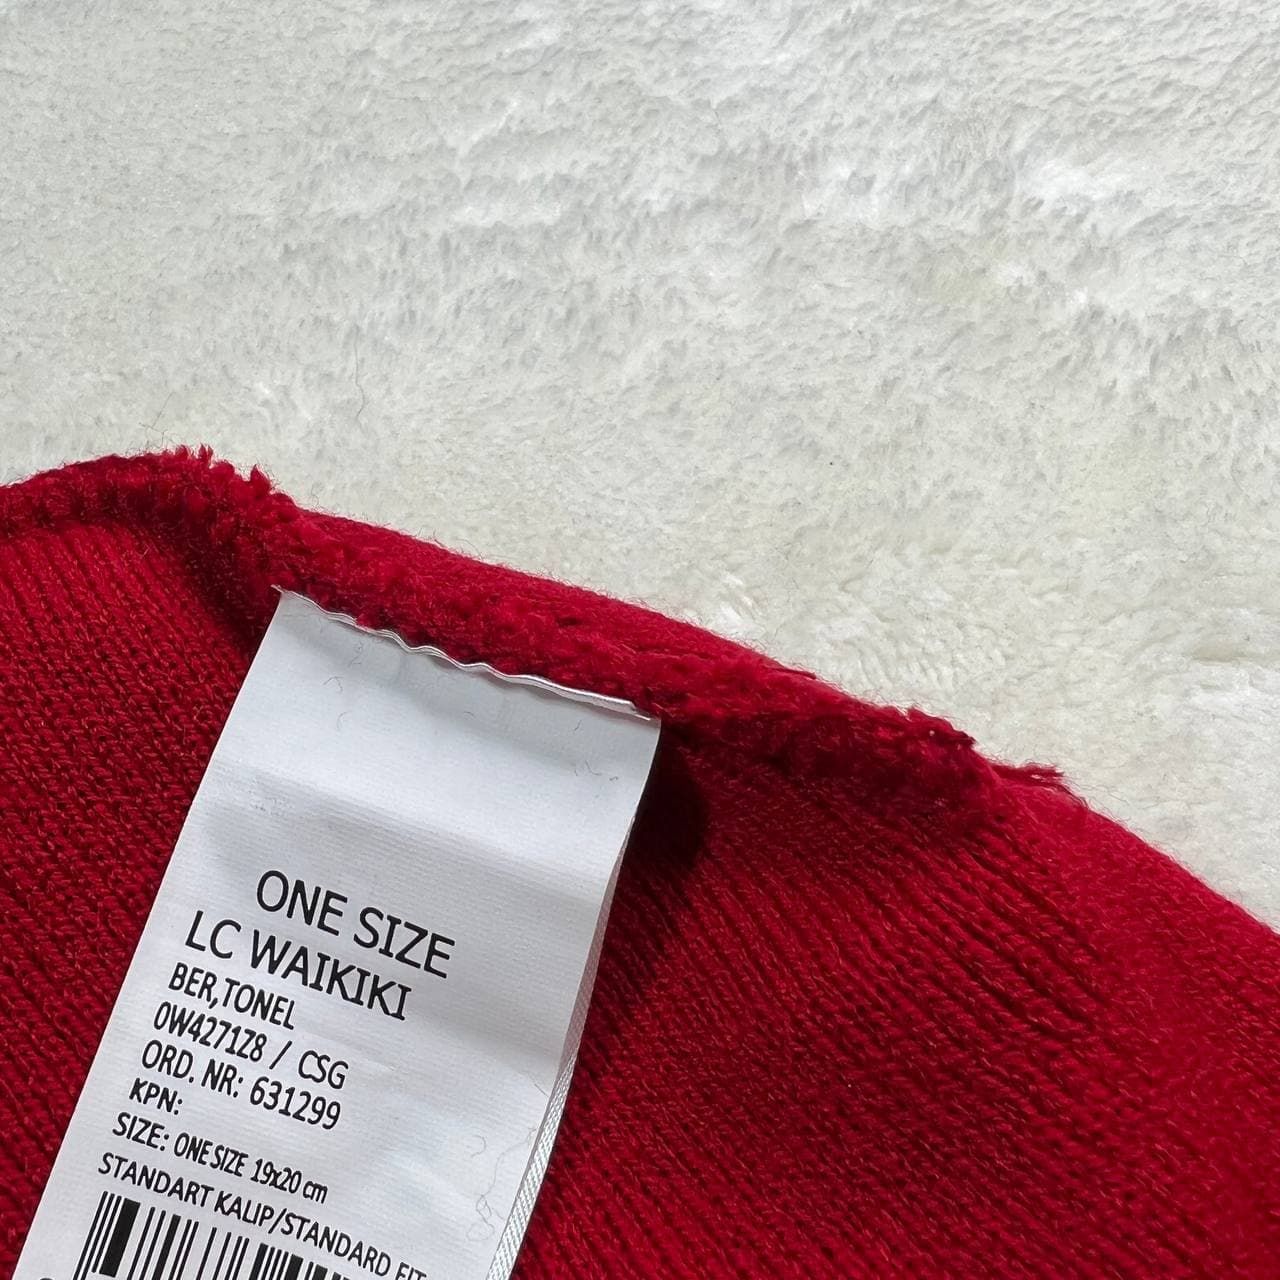 ONE SIZE
LC WAIKIKI
BER,TONEL
0W4271Z8 / CSG
ORD. NR: 631299
KPN:
SIZE: ONE SIZE 19x20 cm
STANDART KALIP/STANDARD FIT